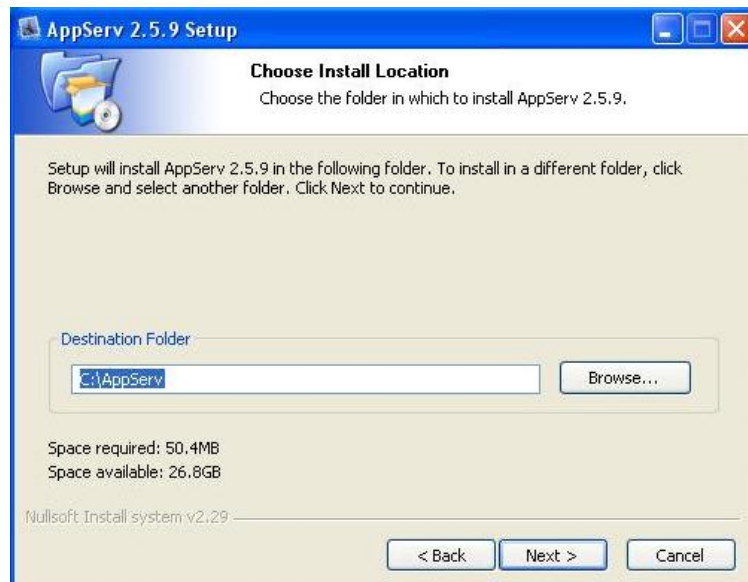 AppServ 2.5.9 Setup
Choose Install Location
Choose the folder in which to install AppServ 2.5.9.
Setup will install AppServ 2.5.9 in the following folder. To install in a different folder, click
Browse and select another folder. Click Next to continue.
Destination Folder
C:\AppServ
Browse...
Space required: 50.4MB
Space available: 26.8GB
Nullsoft Install system v2.29
< Back
Next >
Cancel